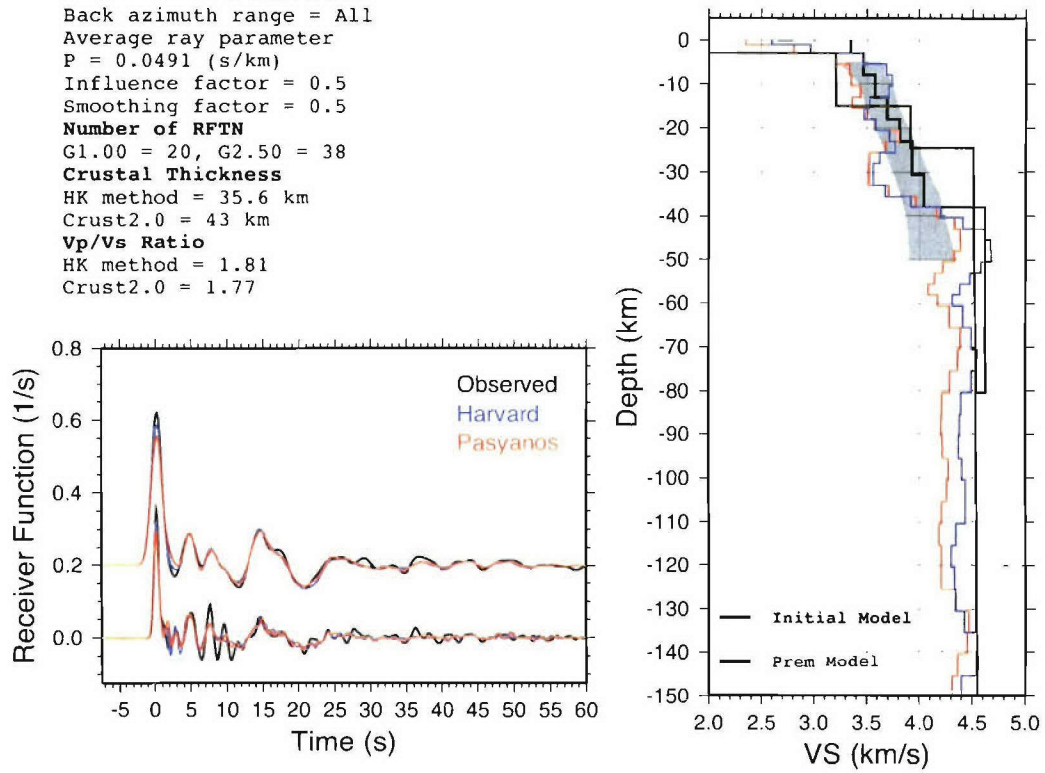 Back azimuth range = All
Average ray parameter
P = 0.0491 (s/km)
Influence factor = 0.5
Smoothing factor = 0.5
Number of RFTN
G1.00 = 20, G2.50 = 38
Crustal Thickness
HK method = 35.6 km
Crust2.0 = 43 km
Vp/Vs Ratio
HK method = 1.81
Crust2.0 = 1.77
Receiver Function (1/s)
0.8
0.6
0.4
0.2
0.0
Observed
Harvard
Pasyanos
-5 0 5 10 15 20 25 30 35 40 45 50 55 60
Time (s)
Depth (km)
0
-10
-20
-30
-40
-50
-60
-70
-80
-90
-100
-110
-120
-130
-140
-150
Initial Model
Prem Model
2.0 2.5 3.0 3.5 4.0 4.5 5.0
VS (km/s)